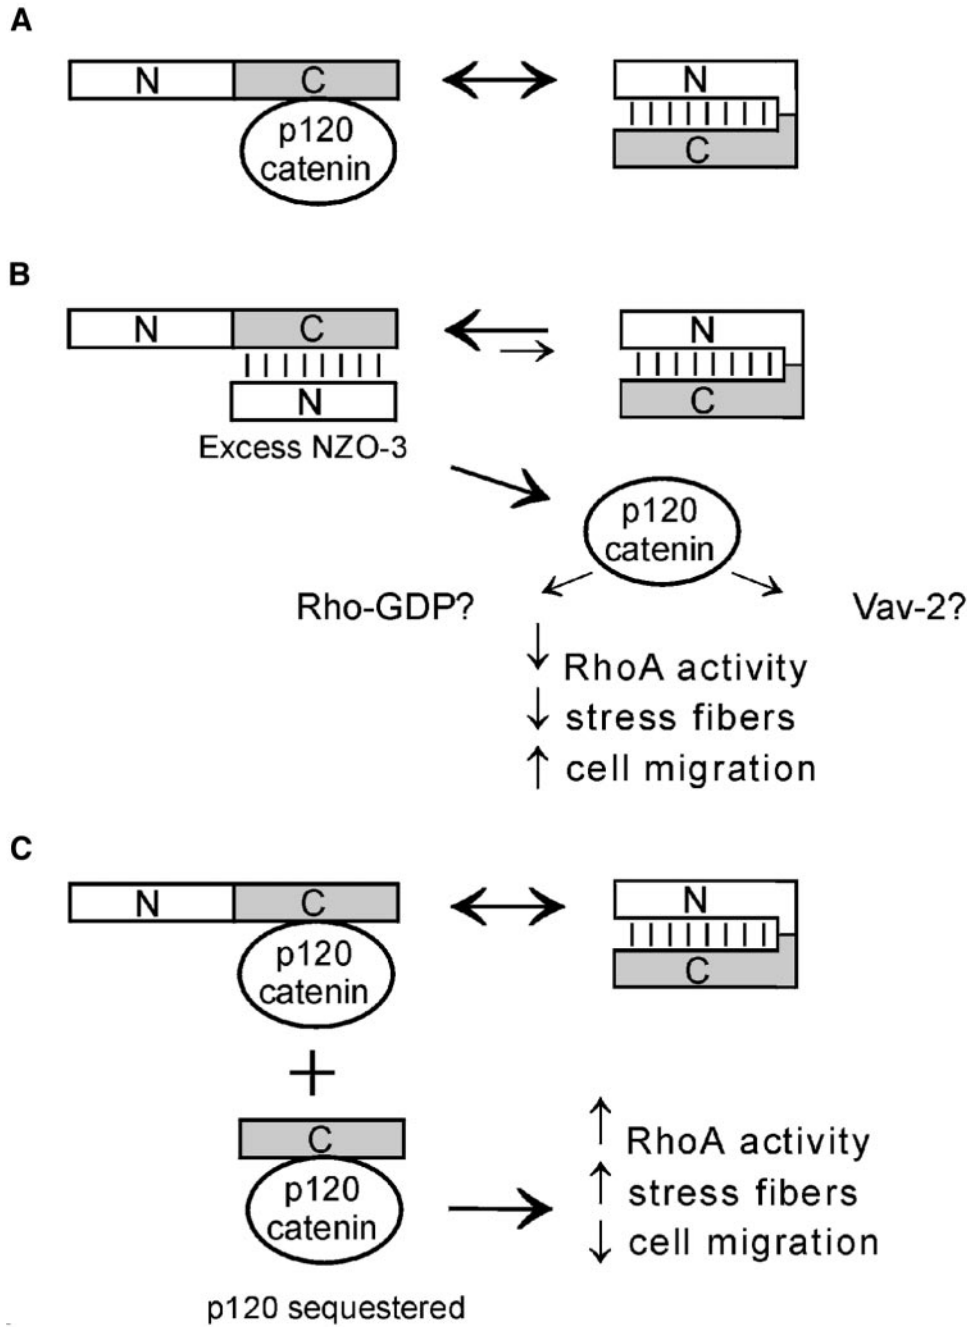 A
N C
p120
catenin
N
C
B
N C
N
Excess NZO-3
N
C
p120
catenin
Rho-GDP?
Vav-2?
↓ RhoA activity
↓ stress fibers
↑ cell migration
C
N C
p120
catenin
N
C
+
C
p120
catenin
p120 sequestered
↑ RhoA activity
↑ stress fibers
↓ cell migration